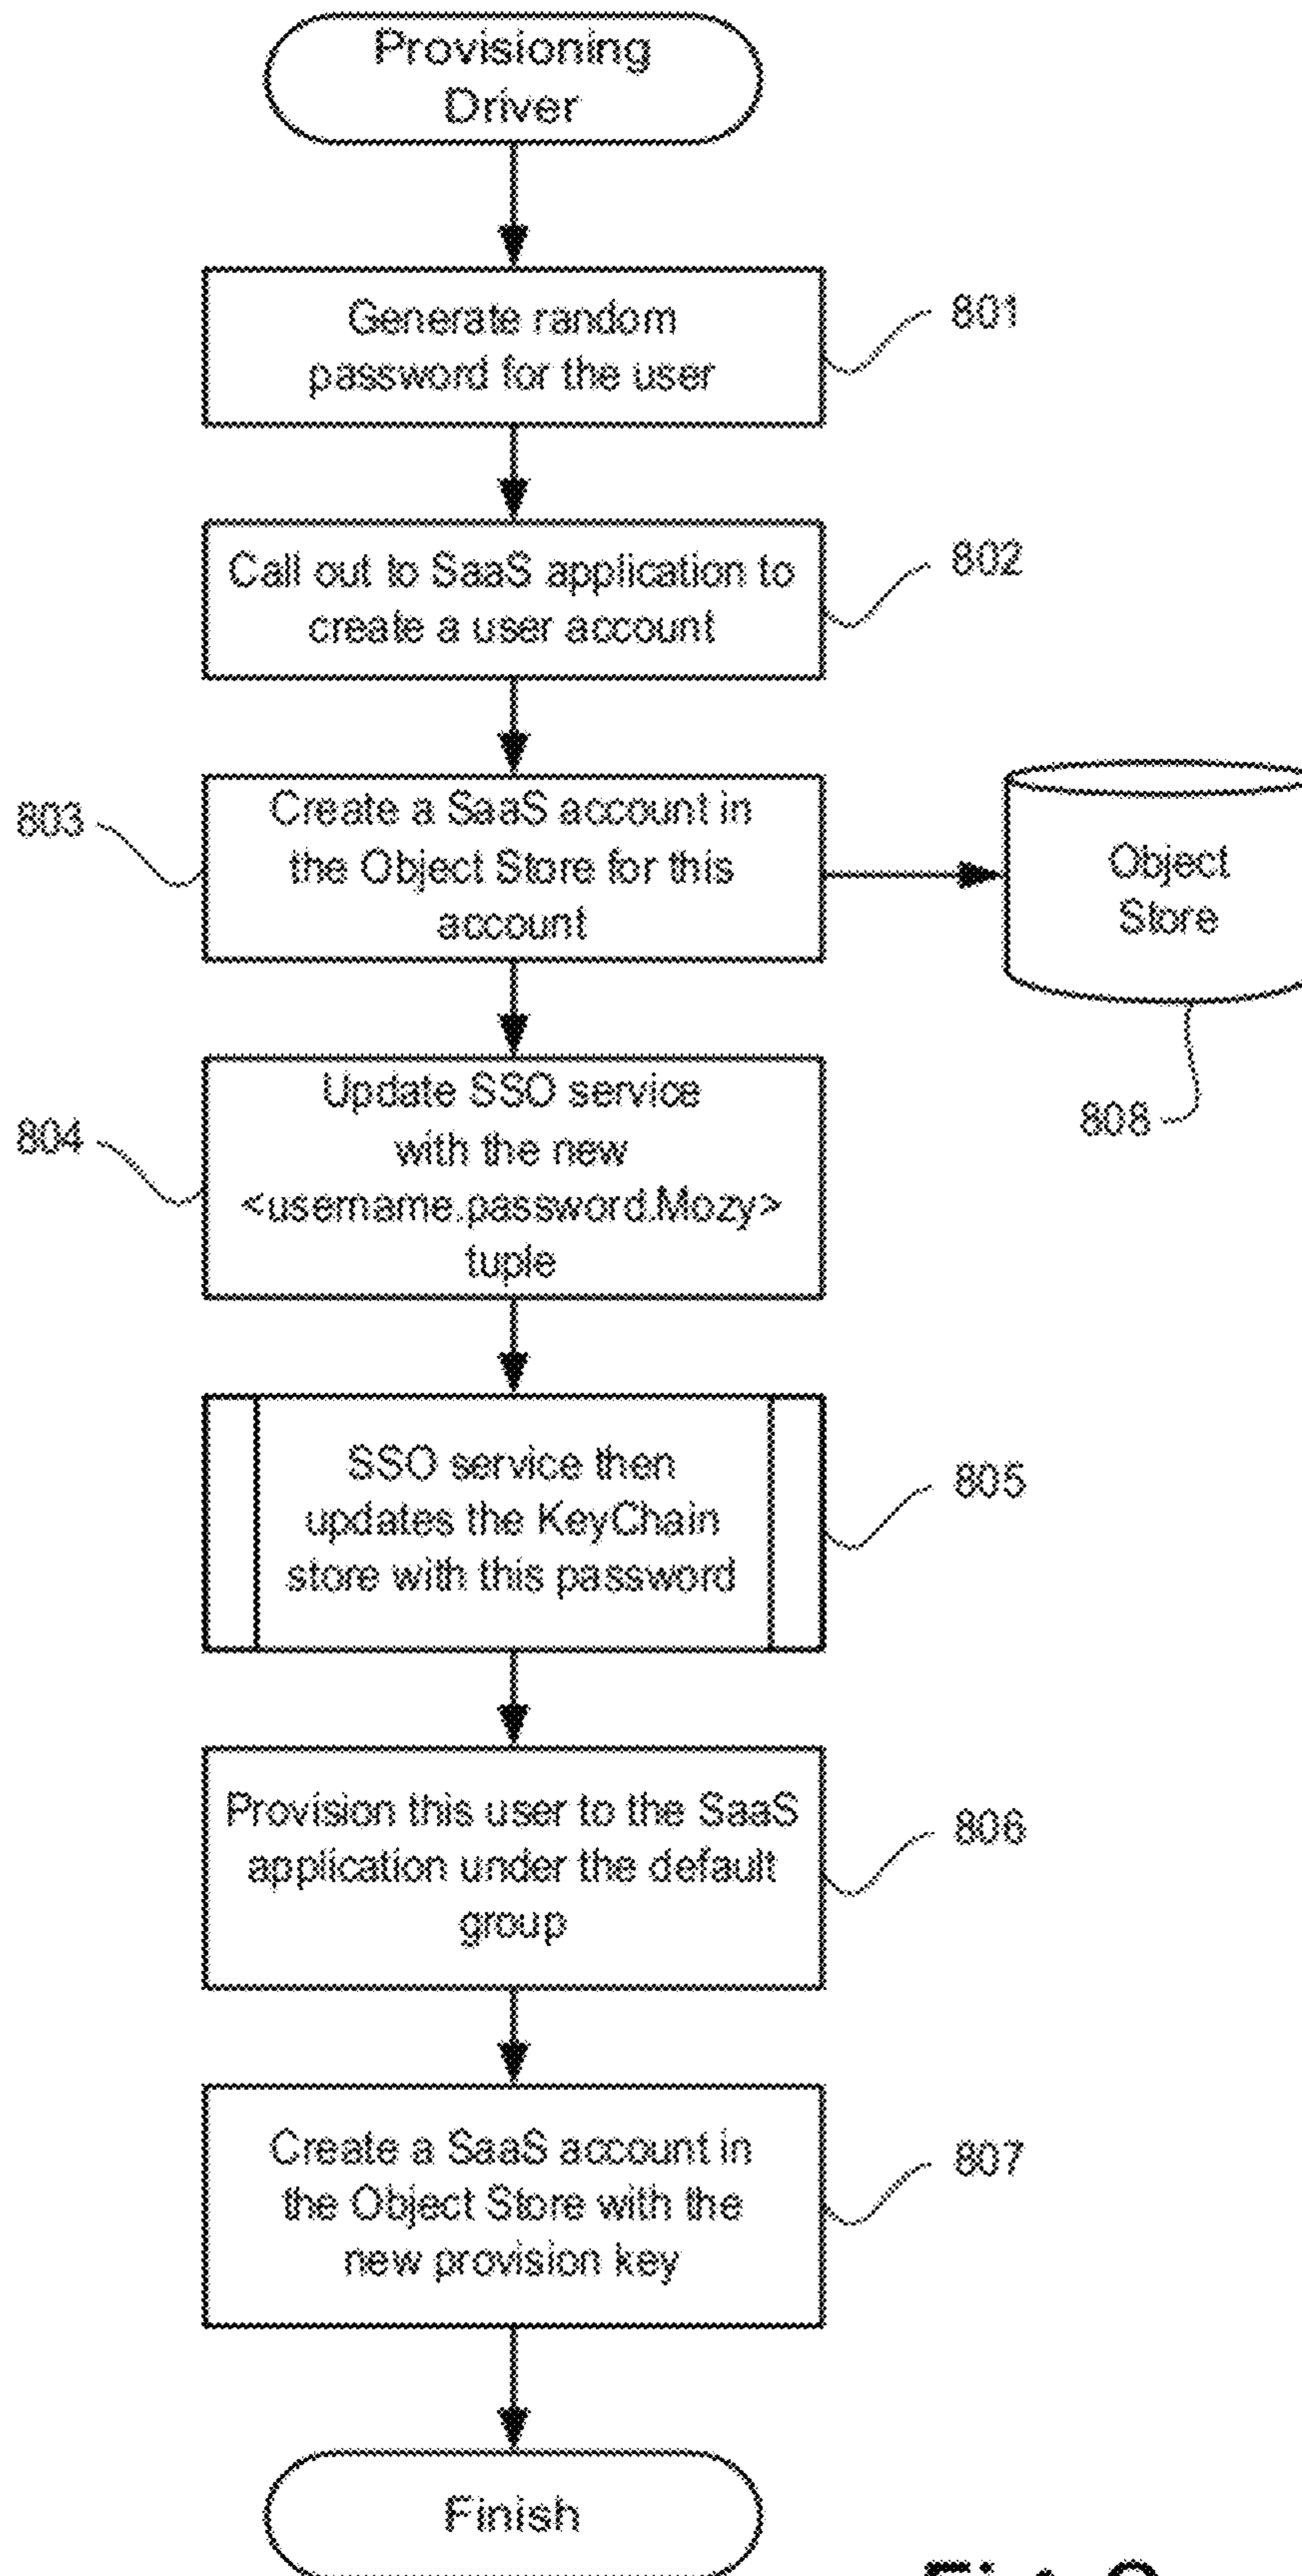 Provisioning
Driver
Generate random
password for the user
801
Call out to SaaS application to
create a user account
802
803
Create a SaaS account in
the Object Store for this
account
Object
Store
808
804
Update SSO service
with the new
<username.password.Mozy>
tuple
SSO service then
updates the KeyChain
store with this password
805
Provision this user to the SaaS
application under the default
group
806
Create a SaaS account in
the Object Store with the
new provision key
807
Finish